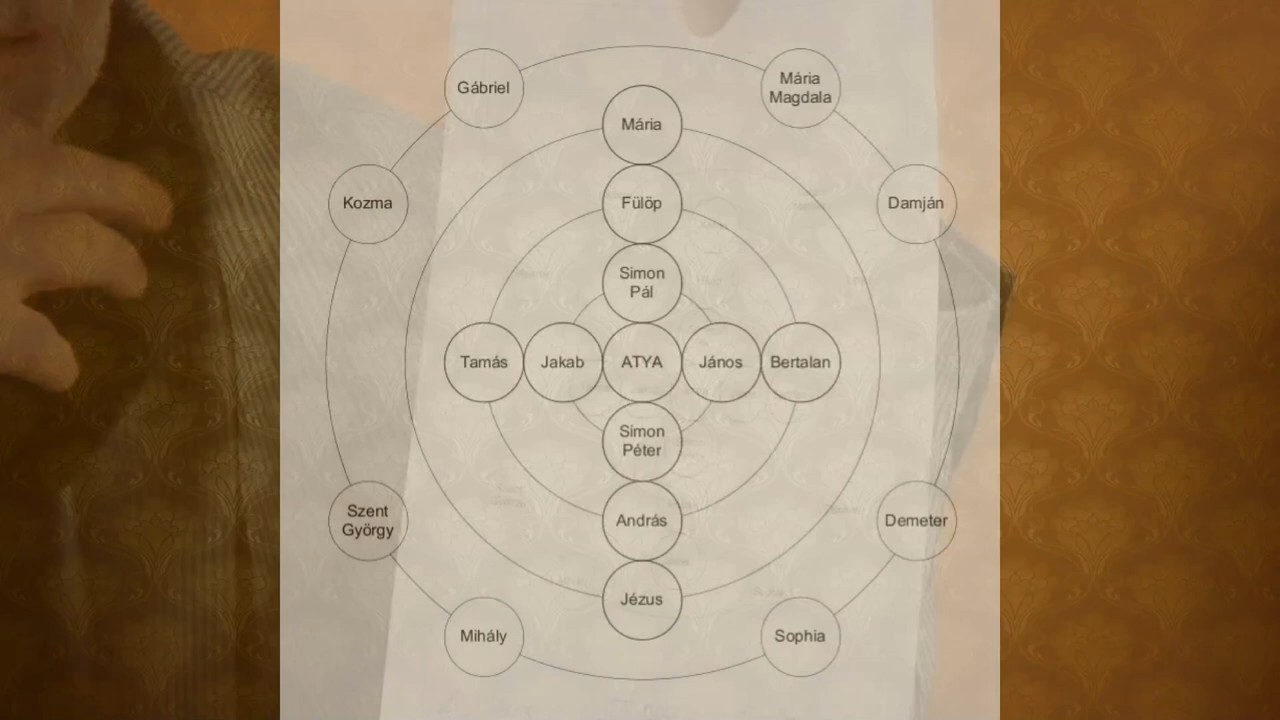 Gábriel
Mária
Magdala
Mária
Kozma
Fülöp
Damján
Simon
Pál
Tamás
Jakab
ATYA
János
Bertalan
Simon
Péter
Szent
György
András
Demeter
Jézus
Mihály
Sophia